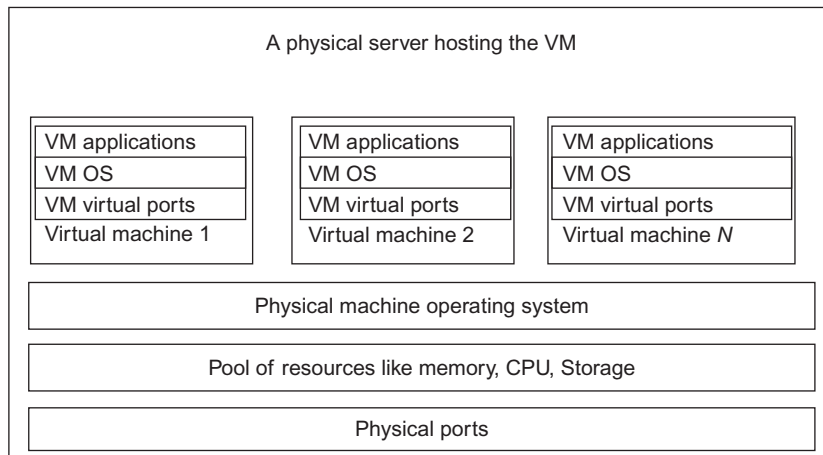 A physical server hosting the VM
VM applications
VM OS
VM virtual ports
Virtual machine 1
VM applications
VM OS
VM virtual ports
Virtual machine 2
VM applications
VM OS
VM virtual ports
Virtual machine N
Physical machine operating system
Pool of resources like memory, CPU, Storage
Physical ports